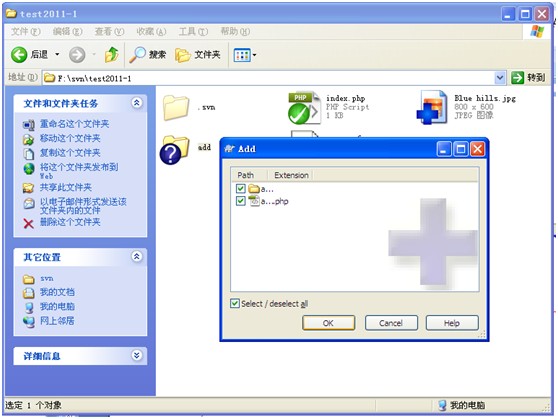 test2011-1
文件(F) 编辑(E) 查看(V) 收藏(A) 工具(T) 帮助(H)
后退 搜索 文件夹
地址(D) F:\svn\test2011-1 转到
文件和文件夹任务
重命名这个文件夹
移动这个文件夹
复制这个文件夹
将这个文件夹发布到
Web
共享此文件夹
以电子邮件形式发送该
文件夹内的文件
删除这个文件夹
其它位置
svn
我的文档
我的电脑
网上邻居
详细信息
.svn
index.php
PHP Script
1 KB
Blue hills.jpg
800 x 600
JPEG 图像
add
Add
Path Extension
a...
a....php
Select / deselect all
OK Cancel Help
选定 1 个对象 我的电脑